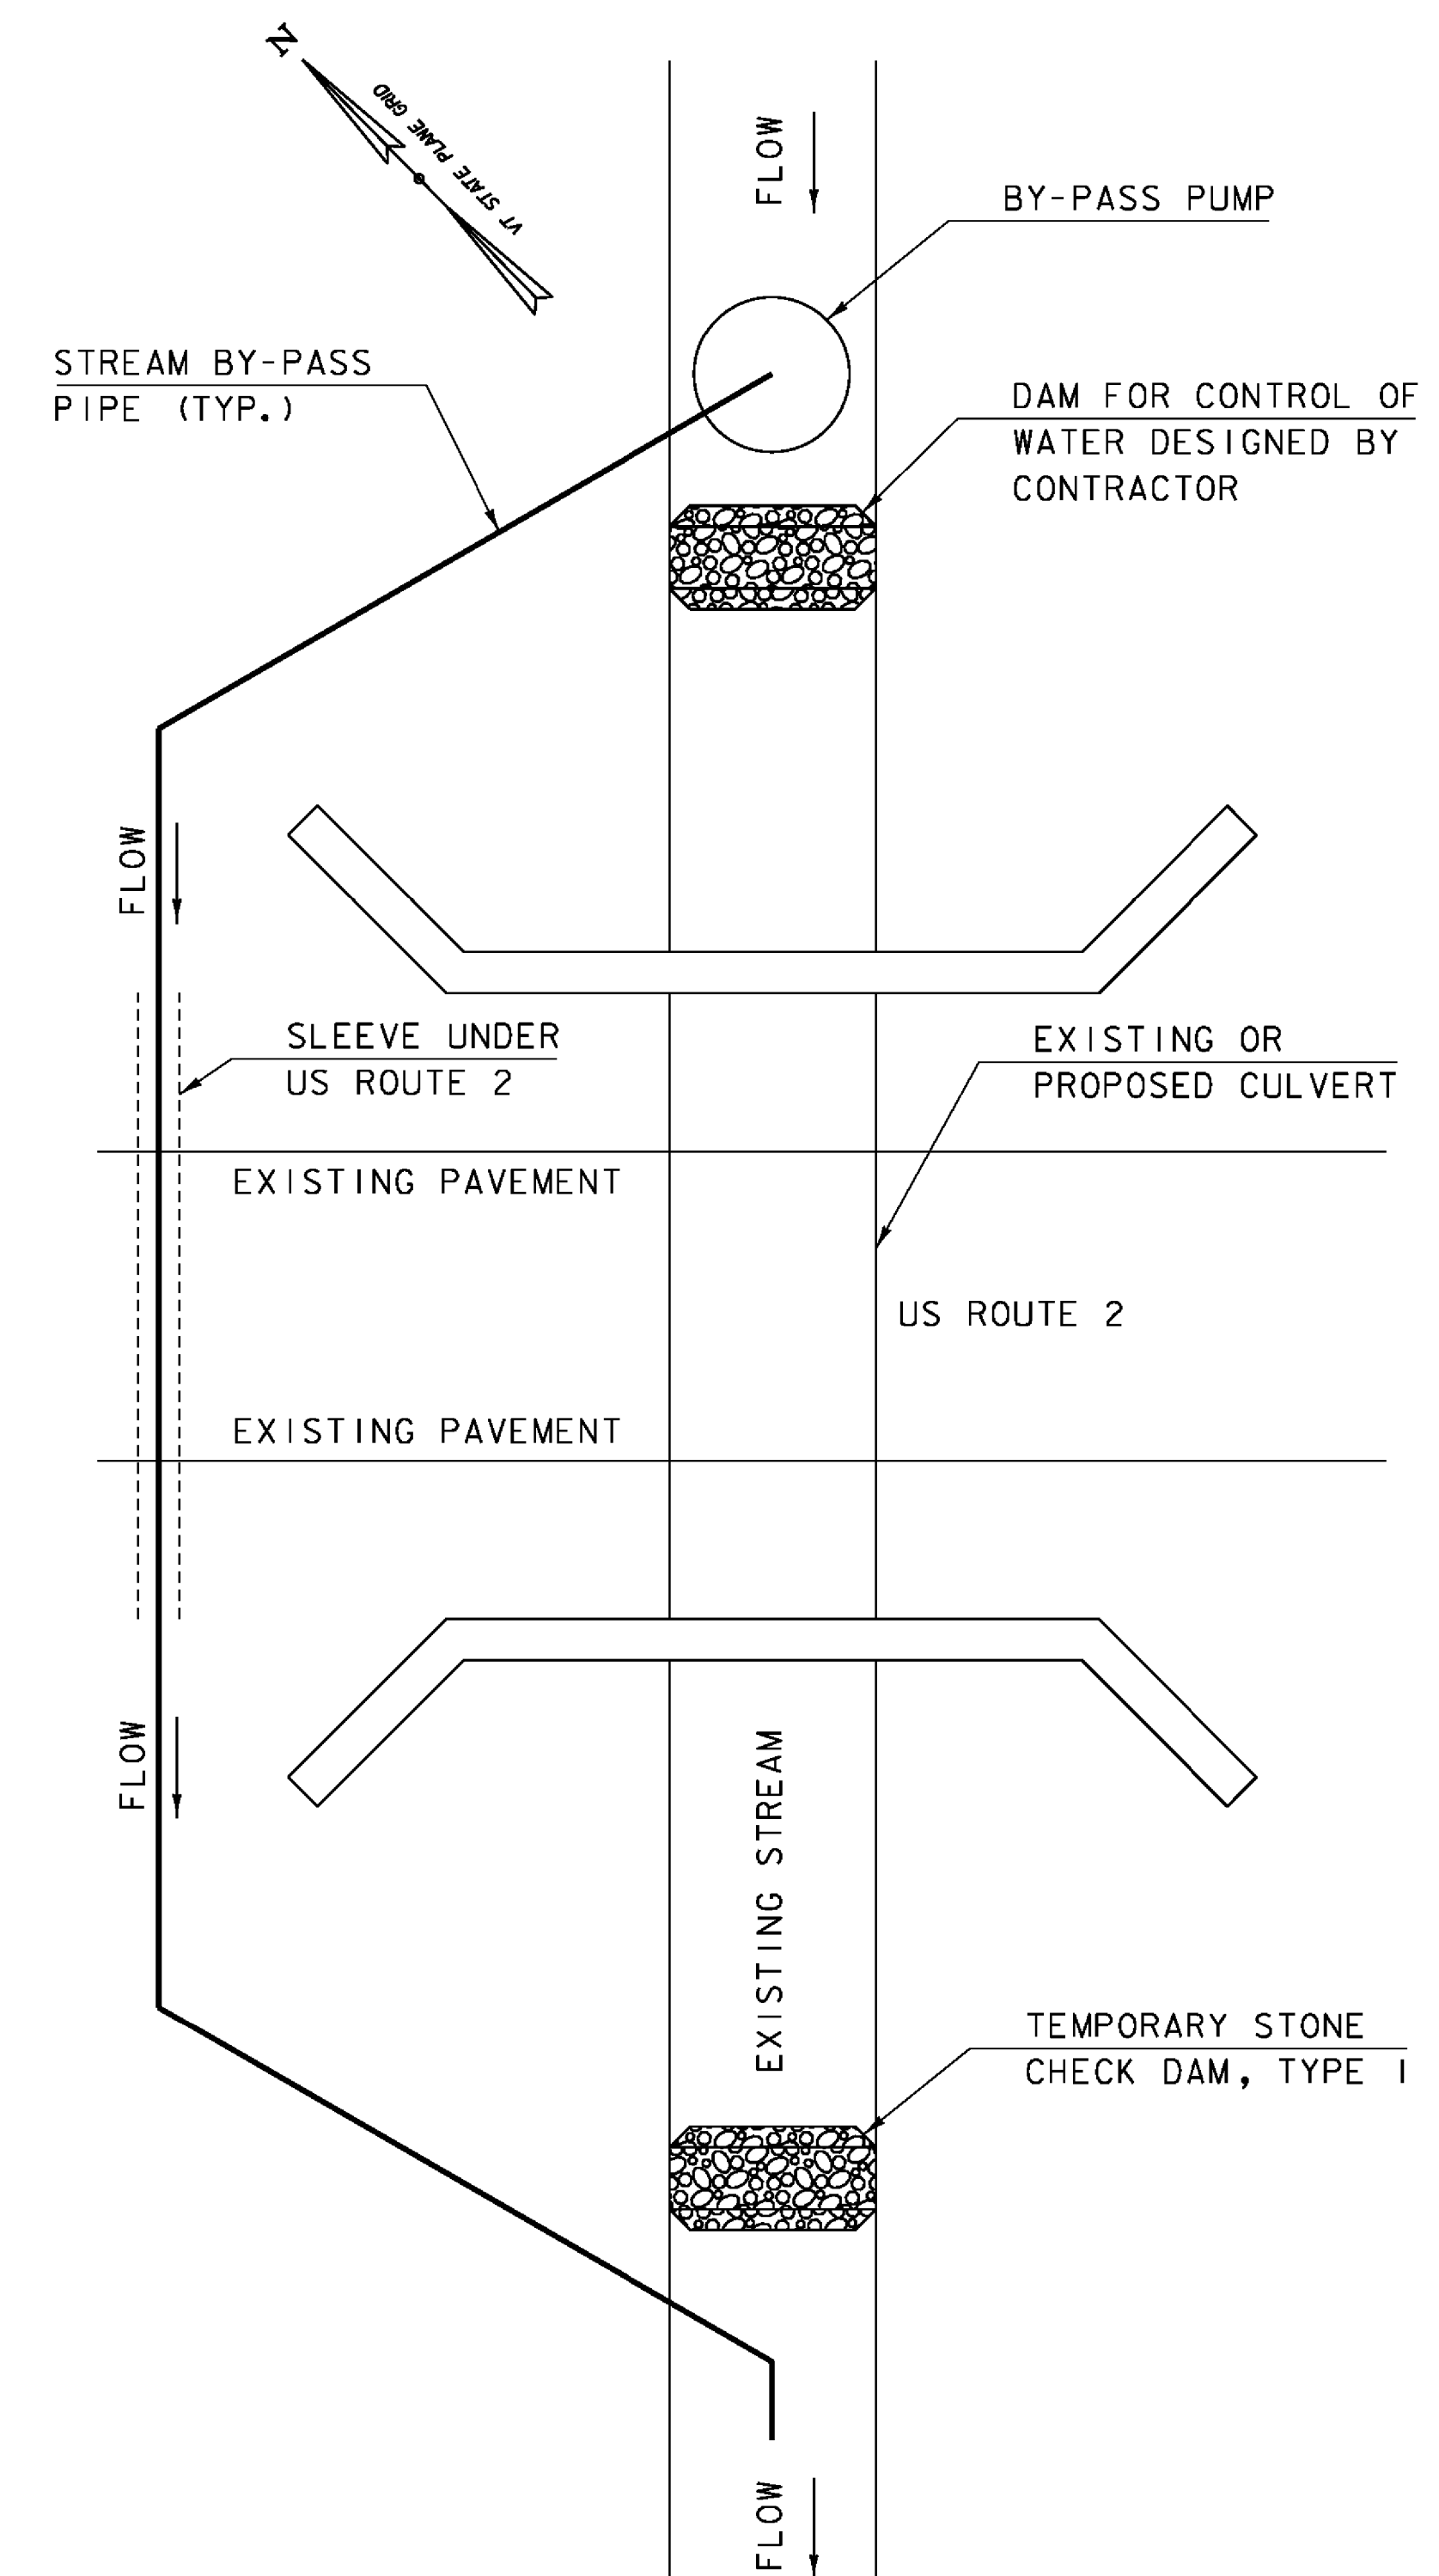 N
VT STATE PLANE GRID
FLOW
BY-PASS PUMP
STREAM BY-PASS
PIPE (TYP.)
DAM FOR CONTROL OF
WATER DESIGNED BY
CONTRACTOR
FLOW
SLEEVE UNDER
US ROUTE 2
EXISTING OR
PROPOSED CULVERT
EXISTING PAVEMENT
US ROUTE 2
EXISTING PAVEMENT
FLOW
EXISTING STREAM
TEMPORARY STONE
CHECK DAM, TYPE I
FLOW